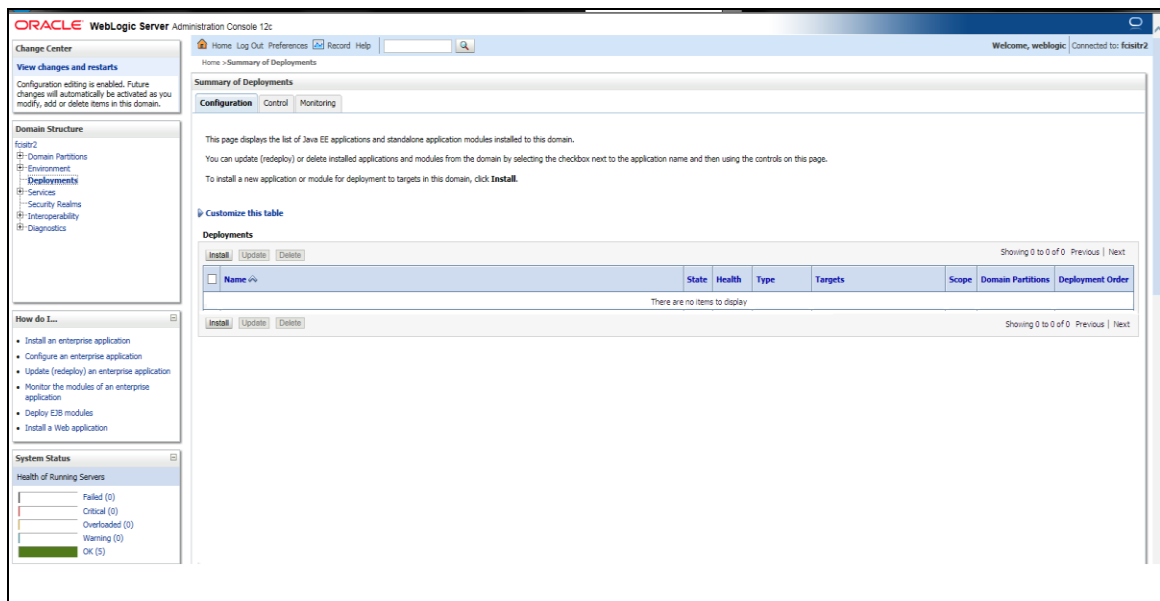 ORACLE WebLogic Server Administration Console 12c
Change Center
View changes and restarts
Configuration editing is enabled. Future
changes will automatically be activated as you
modify, add or delete items in this domain.
Domain Structure
fcisitr2
Domain Partitions
Environment
Deployments
Services
Security Realms
Interoperability
Diagnostics
How do I...
Install an enterprise application
Configure an enterprise application
Update (redeploy) an enterprise application
Monitor the modules of an enterprise
application
Deploy EJB modules
Install a Web application
System Status
Health of Running Servers
Failed (0)
Critical (0)
Overloaded (0)
Warning (0)
OK (5)
Home Log Out Preferences Record Help
Welcome, weblogic Connected to: fcisitr2
Home >Summary of Deployments
Summary of Deployments
Configuration Control Monitoring
This page displays the list of Java EE applications and standalone application modules installed to this domain.
You can update (redeploy) or delete installed applications and modules from the domain by selecting the checkbox next to the application name and then using the controls on this page.
To install a new application or module for deployment to targets in this domain, click Install.
Customize this table
Deployments
Install Update Delete Showing 0 to 0 of 0 Previous | Next
Name State Health Type Targets Scope Domain Partitions Deployment Order
There are no items to display
Install Update Delete Showing 0 to 0 of 0 Previous | Next